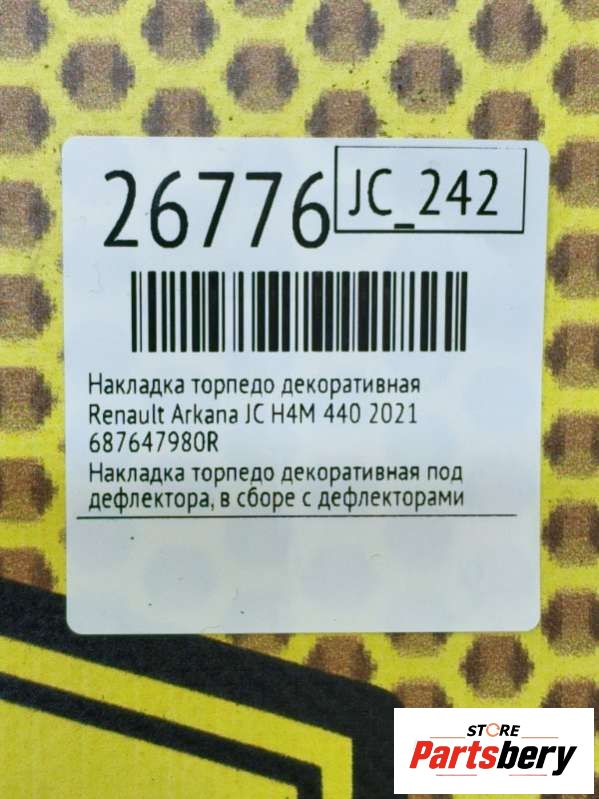 26776
JC_242
Накладка торпедо декоративная
Renault Arkana JC H4M 440 2021
687647980R
Накладка торпедо декоративная под
дефлектора, в сборе с дефлекторами
STORE
Partsbery